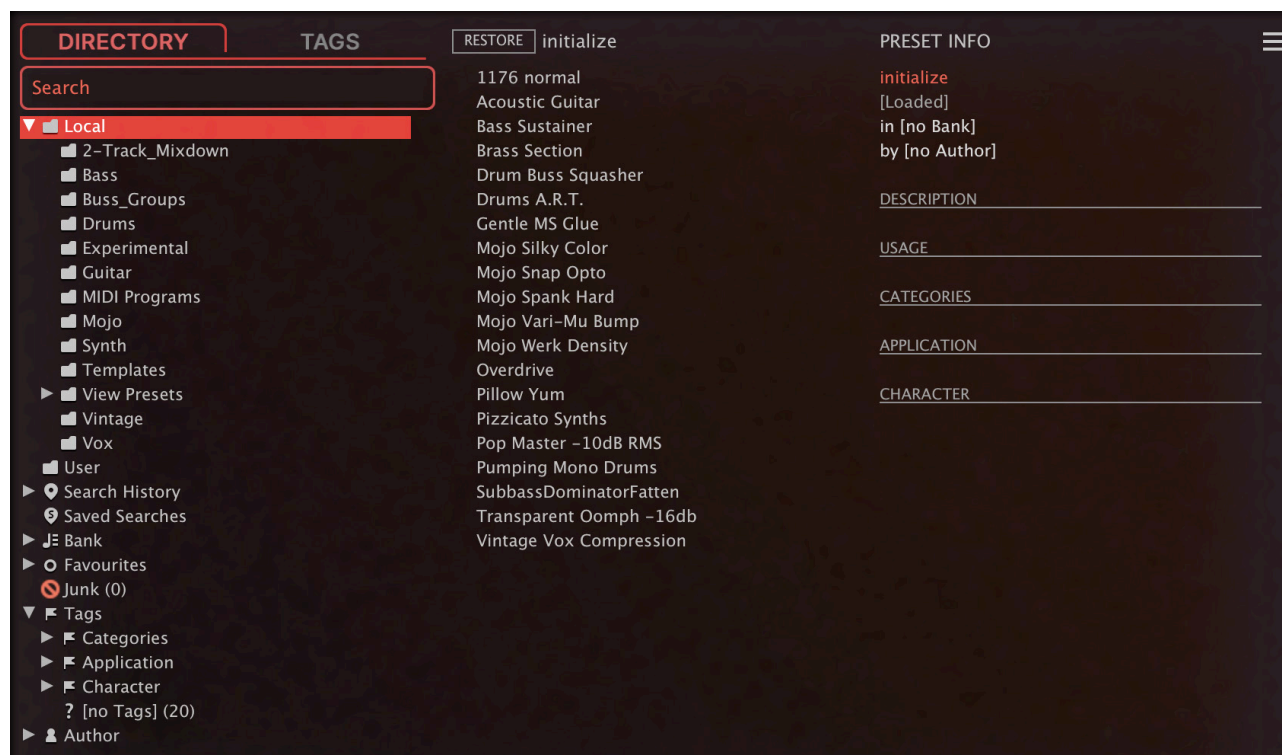 DIRECTORY TAGS
Search
Local
2-Track_Mixdown
Bass
Buss_Groups
Drums
Experimental
Guitar
MIDI Programs
Mojo
Synth
Templates
View Presets
Vintage
Vox
User
Search History
S Saved Searches
Bank
Favourites
Junk (0)
Tags
Categories
Application
Character
? [no Tags] (20)
Author
RESTORE initialize
1176 normal
Acoustic Guitar
Bass Sustainer
Brass Section
Drum Buss Squasher
Drums A.R.T.
Gentle MS Glue
Mojo Silky Color
Mojo Snap Opto
Mojo Spank Hard
Mojo Vari-Mu Bump
Mojo Werk Density
Overdrive
Pillow Yum
Pizzicato Synths
Pop Master -10dB RMS
Pumping Mono Drums
SubbassDominatorFatten
Transparent Oomph -16db
Vintage Vox Compression
PRESET INFO
initialize
[Loaded]
in [no Bank]
by [no Author]
DESCRIPTION
USAGE
CATEGORIES
APPLICATION
CHARACTER